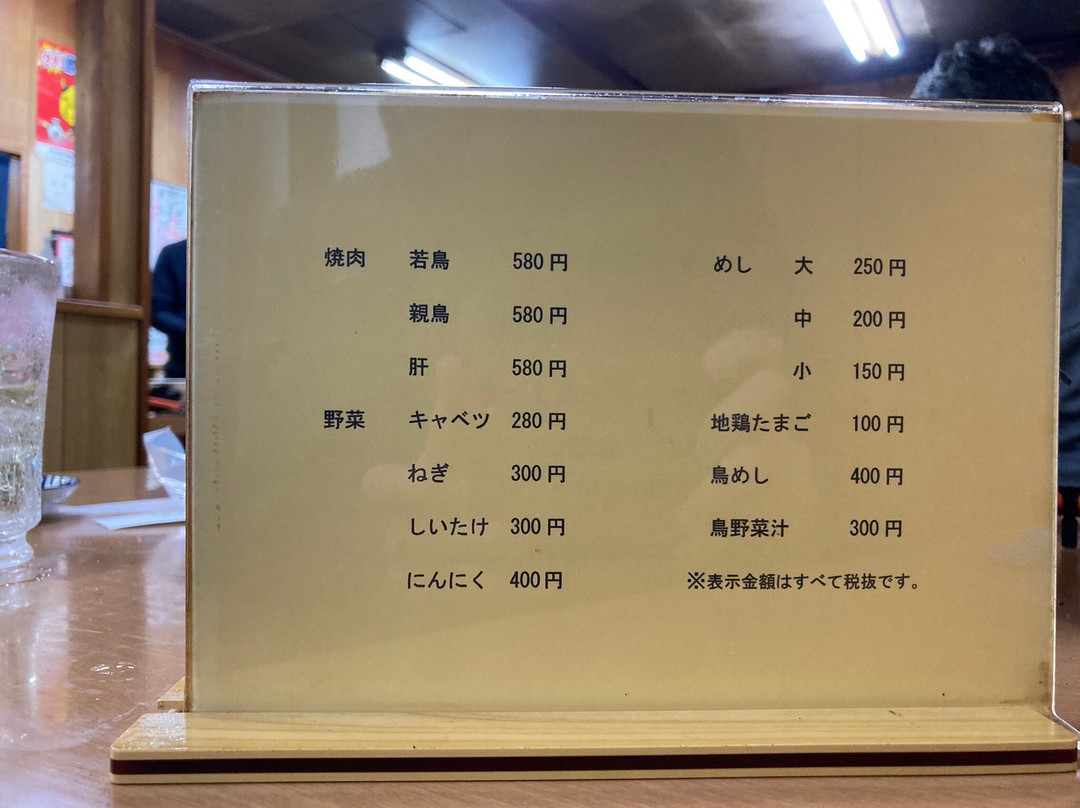 焼肉 若鳥 580円
親鳥 580円
肝 580円
野菜 キャベツ 280円
ねぎ 300円
しいたけ 300円
にんにく 400円
めし 大 250円
中 200円
小 150円
地鶏たまご 100円
鳥めし 400円
鳥野菜汁 300円
※表示金額はすべて税抜です。